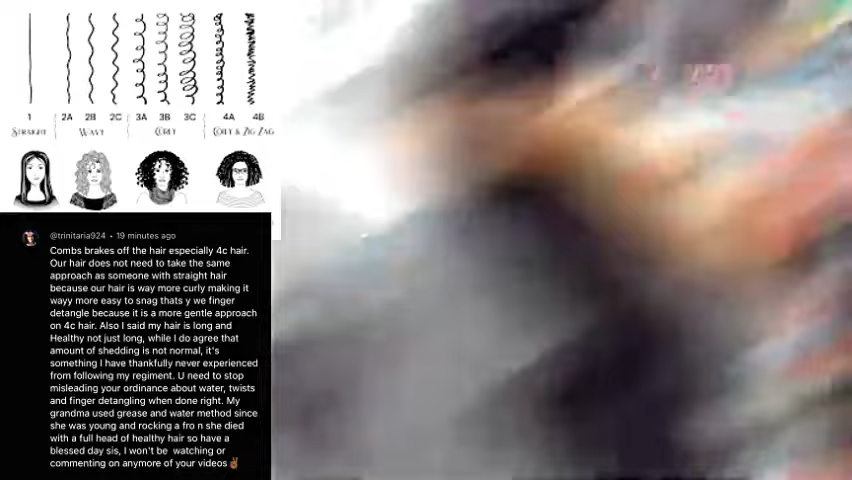 1 2A 2B 2C 3A 3B 3C 4A 4B
STRAIGHT WAVY CURLY COILY & ZIG ZAG
@trinitaria924 • 19 minutes ago
Combs brakes off the hair especially 4c hair.
Our hair does not need to take the same
approach as someone with straight hair
because our hair is way more curly making it
wayy more easy to snag thats y we finger
detangle because it is a more gentle approach
on 4c hair. Also I said my hair is long and
Healthy not just long, while I do agree that
amount of shedding is not normal, it's
something I have thankfully never experienced
from following my regiment. U need to stop
misleading your ordinance about water, twists
and finger detangling when done right. My
grandma used grease and water method since
she was young and rocking a fro n she died
with a full head of healthy hair so have a
blessed day sis, I won't be watching or
commenting on anymore of your videos✌🏾